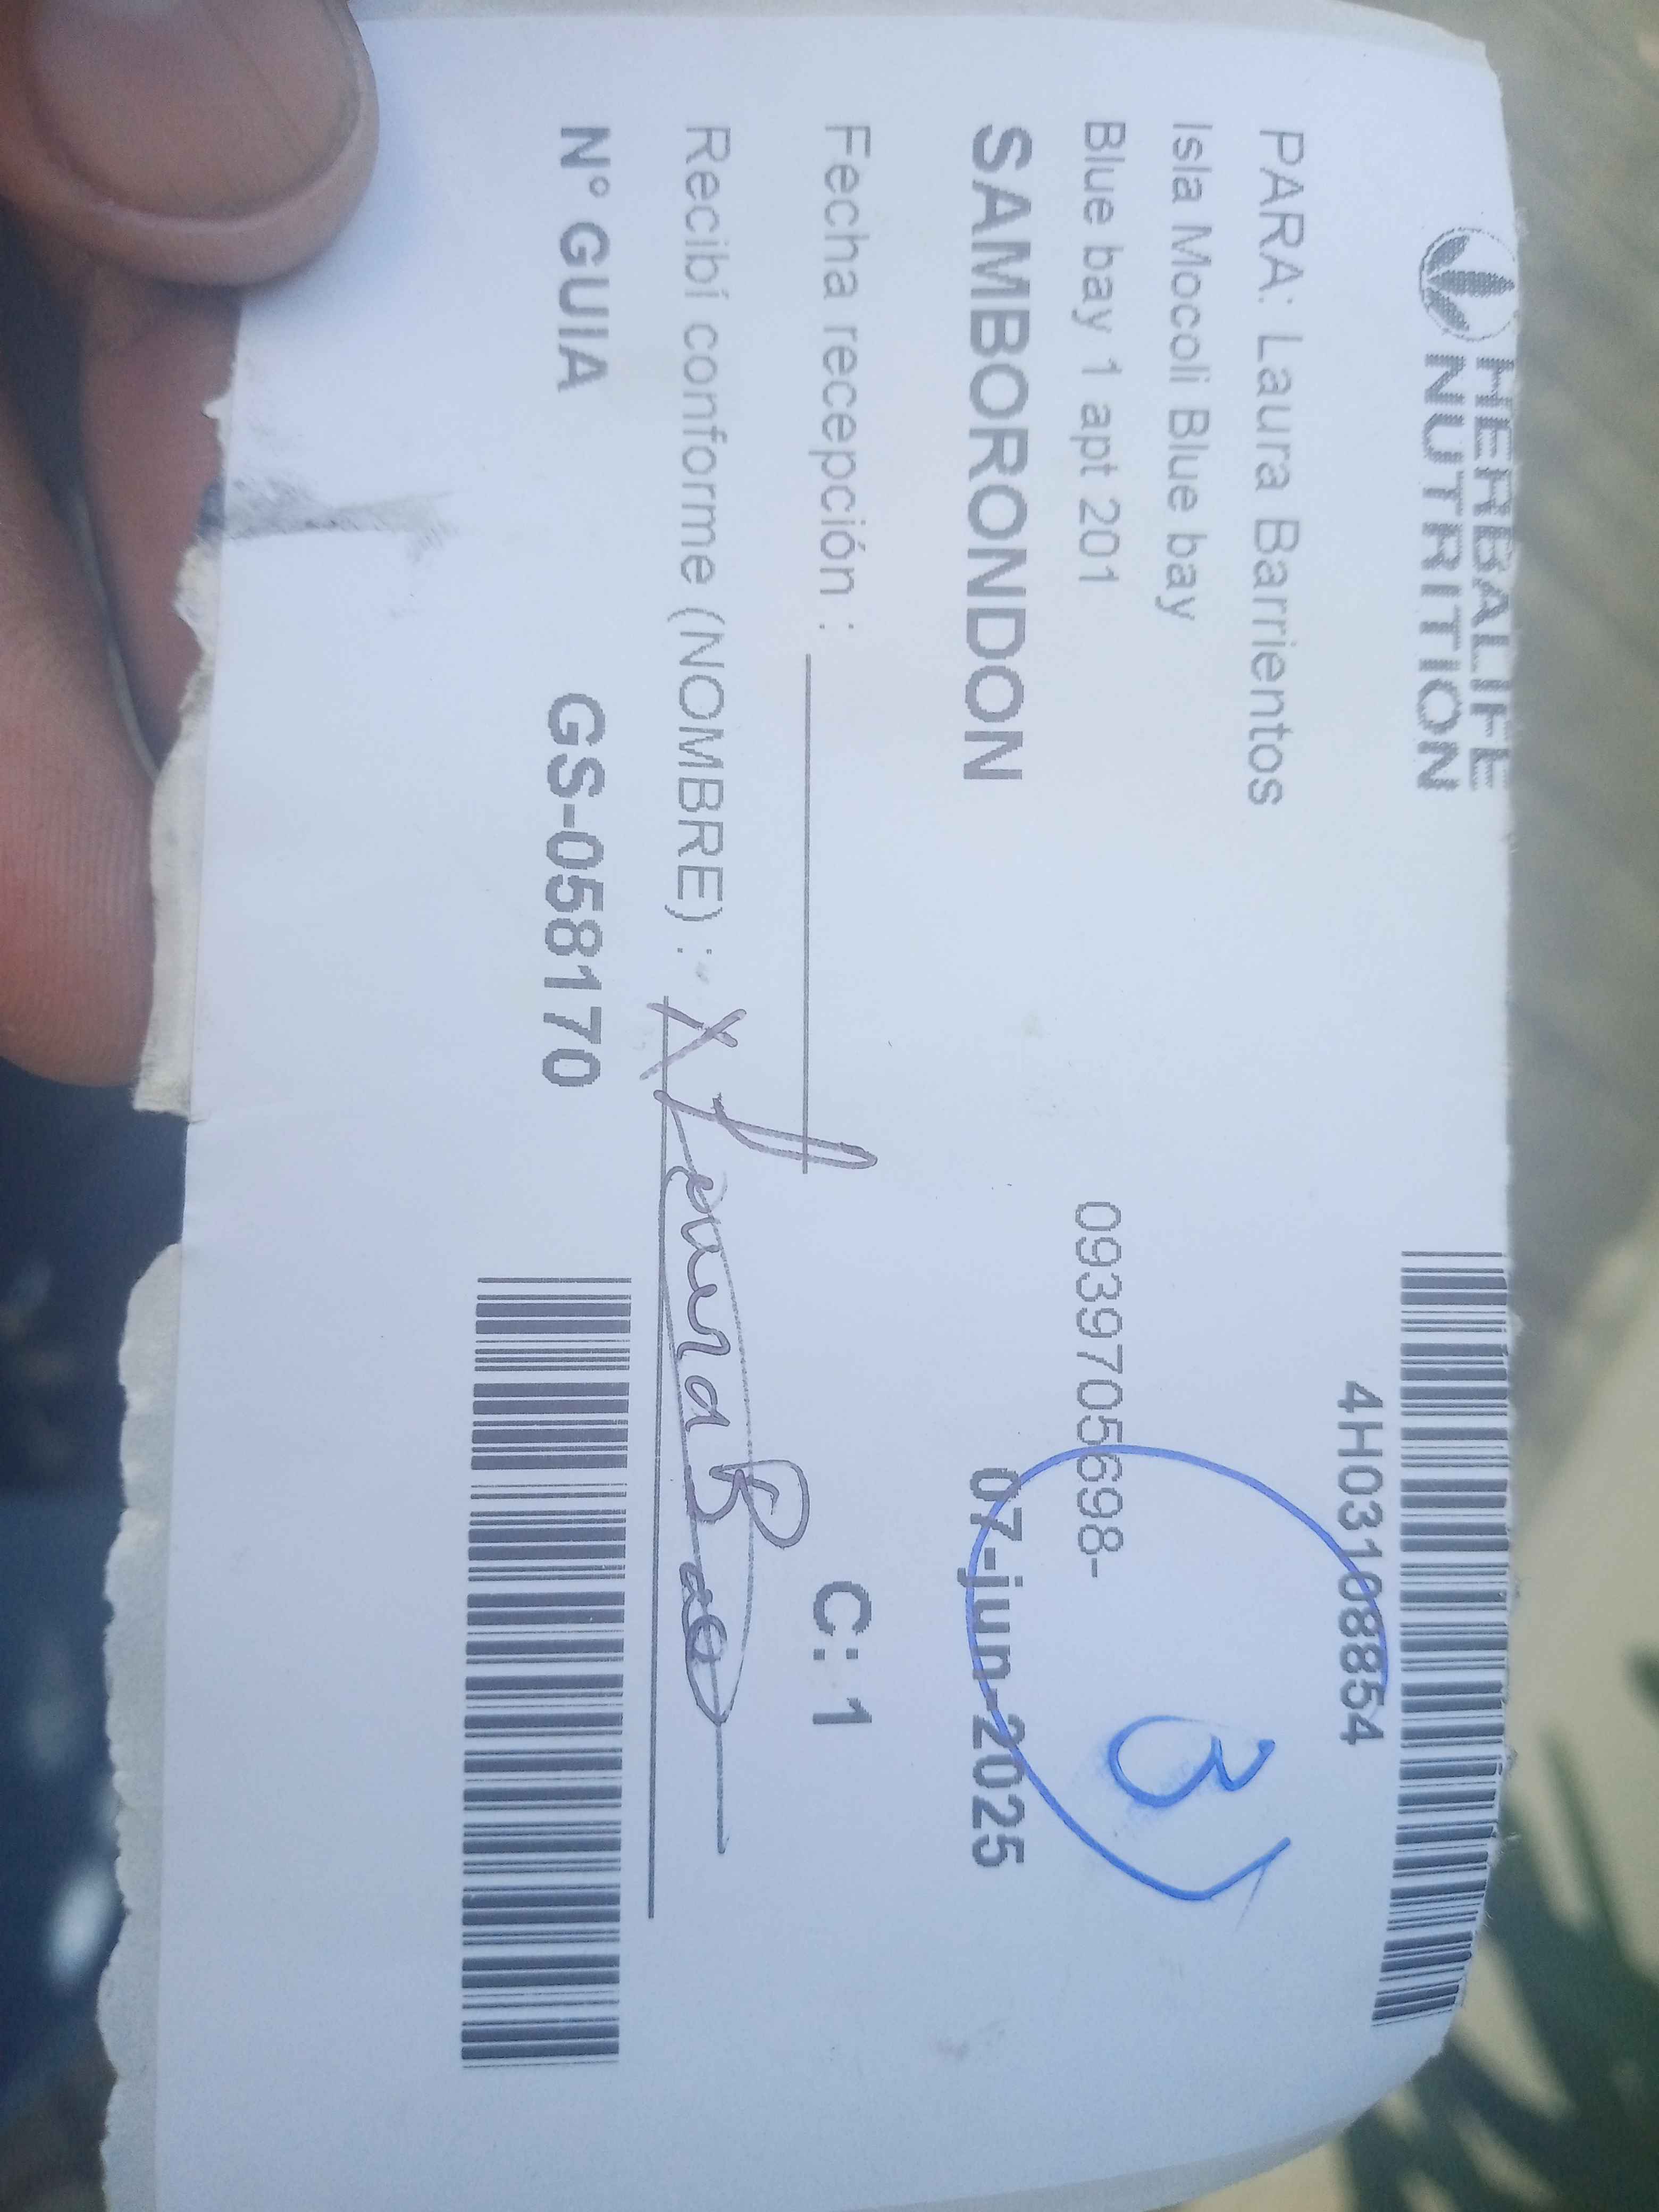 HERBALIFE
NUTRITION
4H03108854
PARA: Laura Barrientos
Isla Mocoli Blue bay
Blue bay 1 apt 201
0939705698-
3
SAMBORONDON
07-jun-2025
Fecha recepción :
C: 1
Recibí conforme (NOMBRE) : X Laura B
N° GUIA
GS-058170